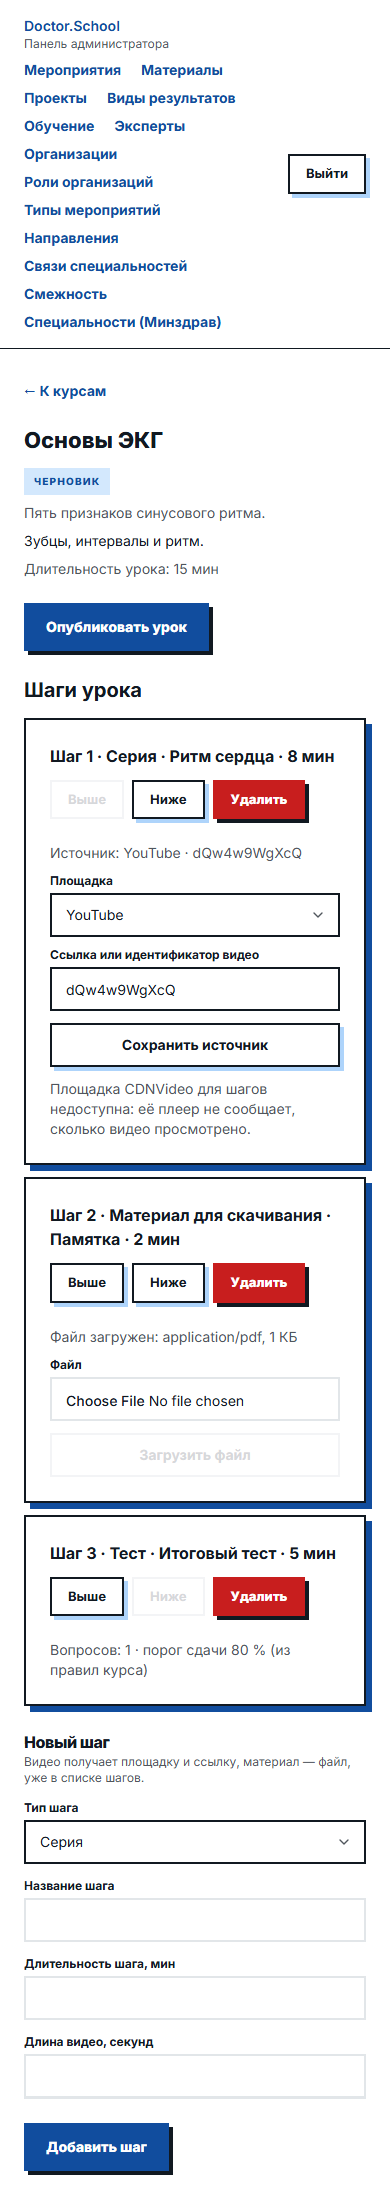 Doctor.School
Панель администратора
Мероприятия Материалы
Проекты Виды результатов
Обучение Эксперты
Организации
Выйти
Роли организаций
Типы мероприятий
Направления
Связи специальностей
Смежность
Специальности (Минздрав)
← К курсам
Основы ЭКГ
ЧЕРНОВИК
Пять признаков синусового ритма.
Зубцы, интервалы и ритм.
Длительность урока: 15 мин
Опубликовать урок
Шаги урока
Шаг 1 · Серия · Ритм сердца · 8 мин
Выше Ниже Удалить
Источник: YouTube · dQw4w9WgXcQ
Площадка
YouTube
Ссылка или идентификатор видео
dQw4w9WgXcQ
Сохранить источник
Площадка CDNVideo для шагов
недоступна: её плеер не сообщает,
сколько видео просмотрено.
Шаг 2 · Материал для скачивания ·
Памятка · 2 мин
Выше Ниже Удалить
Файл загружен: application/pdf, 1 КБ
Файл
Choose File No file chosen
Загрузить файл
Шаг 3 · Тест · Итоговый тест · 5 мин
Выше Ниже Удалить
Вопросов: 1 · порог сдачи 80 % (из
правил курса)
Новый шаг
Видео получает площадку и ссылку, материал — файл,
уже в списке шагов.
Тип шага
Серия
Название шага
Длительность шага, мин
Длина видео, секунд
Добавить шаг